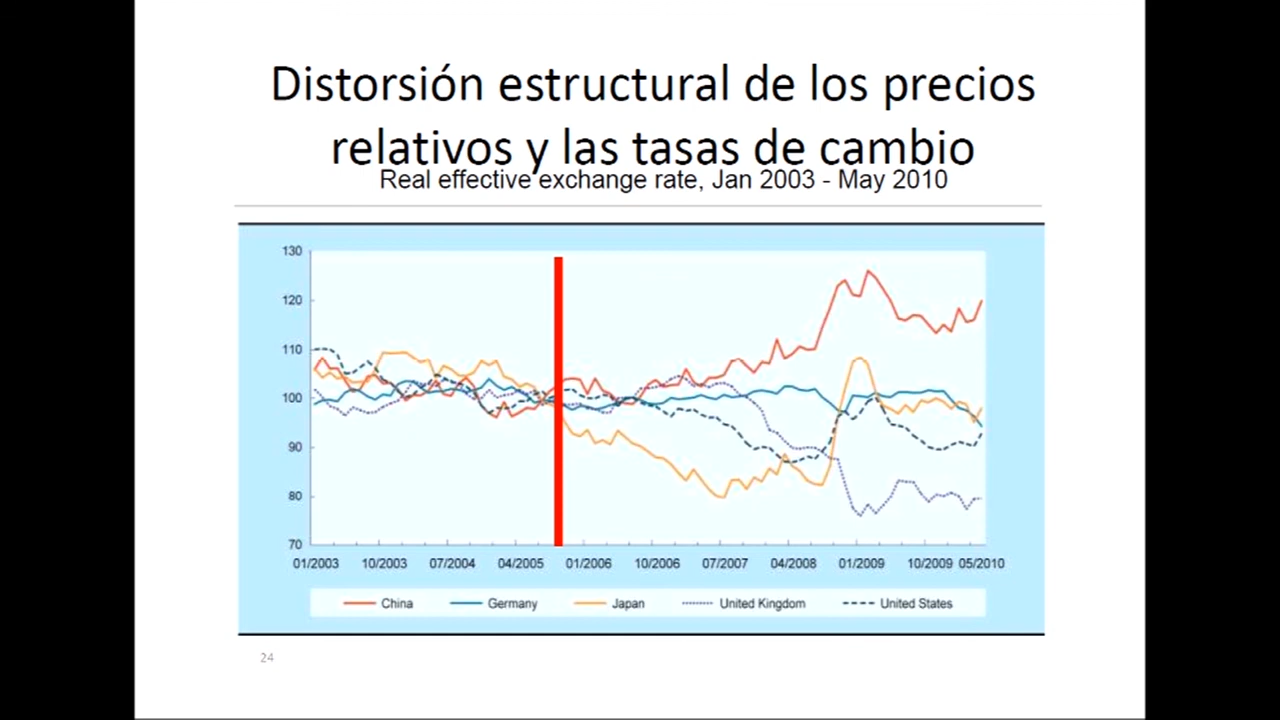 Distorsión estructural de los precios
relativos y las tasas de cambio
Real effective exchange rate, Jan 2003 - May 2010
130
120
110
100
90
80
70
01/2003 10/2003 07/2004 04/2005 01/2006 10/2006 07/2007 04/2008 01/2009 10/2009 05/2010
China Germany Japan United Kingdom United States
24